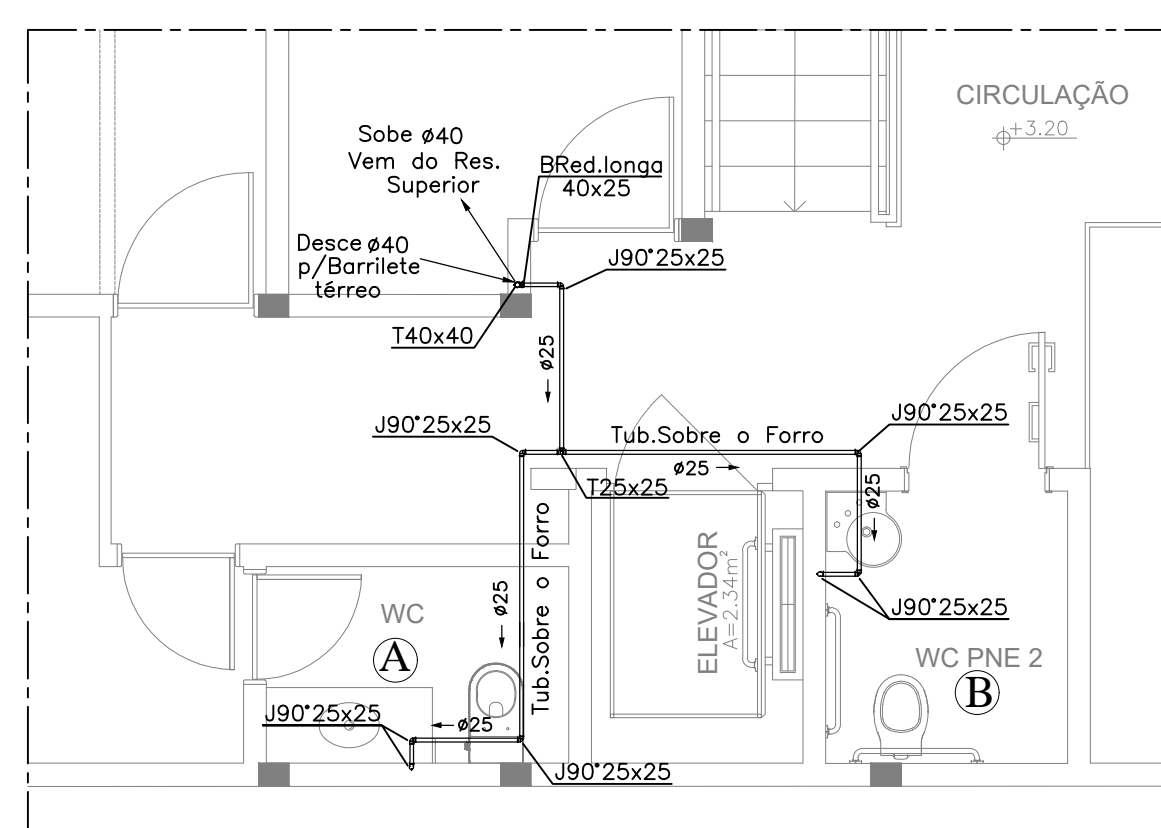 CIRCULAÇÃO
+3.20
Sobe ø40
Vem do Res.
Superior
BRed.longa
40x25
Desce ø40
p/Barrilete
térreo
J90°25x25
T40x40
ø25
J90°25x25
Tub.Sobre o Forro
J90°25x25
ø25
T25x25
ø25
Tub.Sobre o Forro
ELEVADOR
A=2.34m²
ø25
J90°25x25
WC
A
WC PNE 2
B
J90°25x25
ø25
J90°25x25